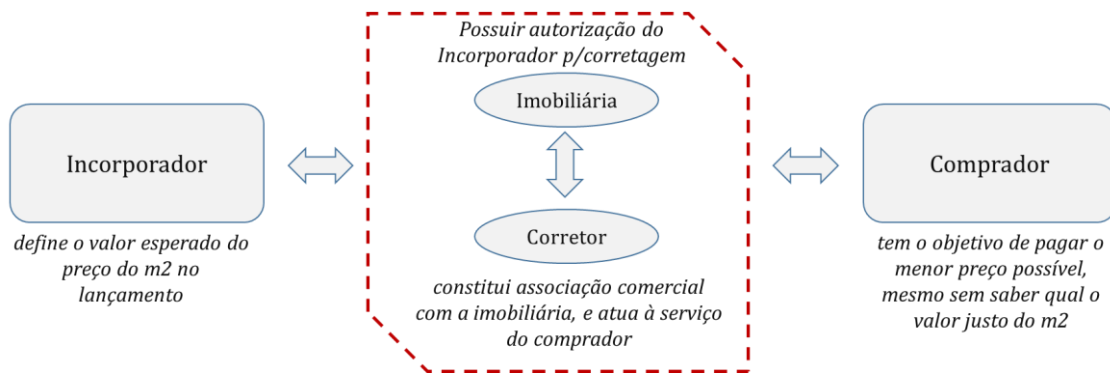 Incorporador
define o valor esperado do
preço do m2 no
lançamento
Possuir autorização do
Incorporador p/corretagem
Imobiliária
Corretor
constitui associação comercial
com a imobiliária, e atua à serviço
do comprador
Comprador
tem o objetivo de pagar o
menor preço possível,
mesmo sem saber qual o
valor justo do m2